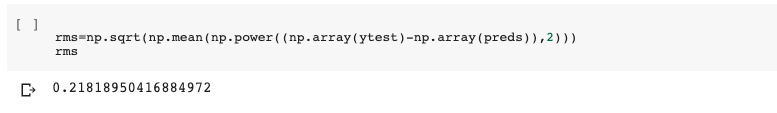 [ ]
rms=np.sqrt(np.mean(np.power((np.array(ytest)-np.array(preds)),2)))
rms
0.21818950416884972